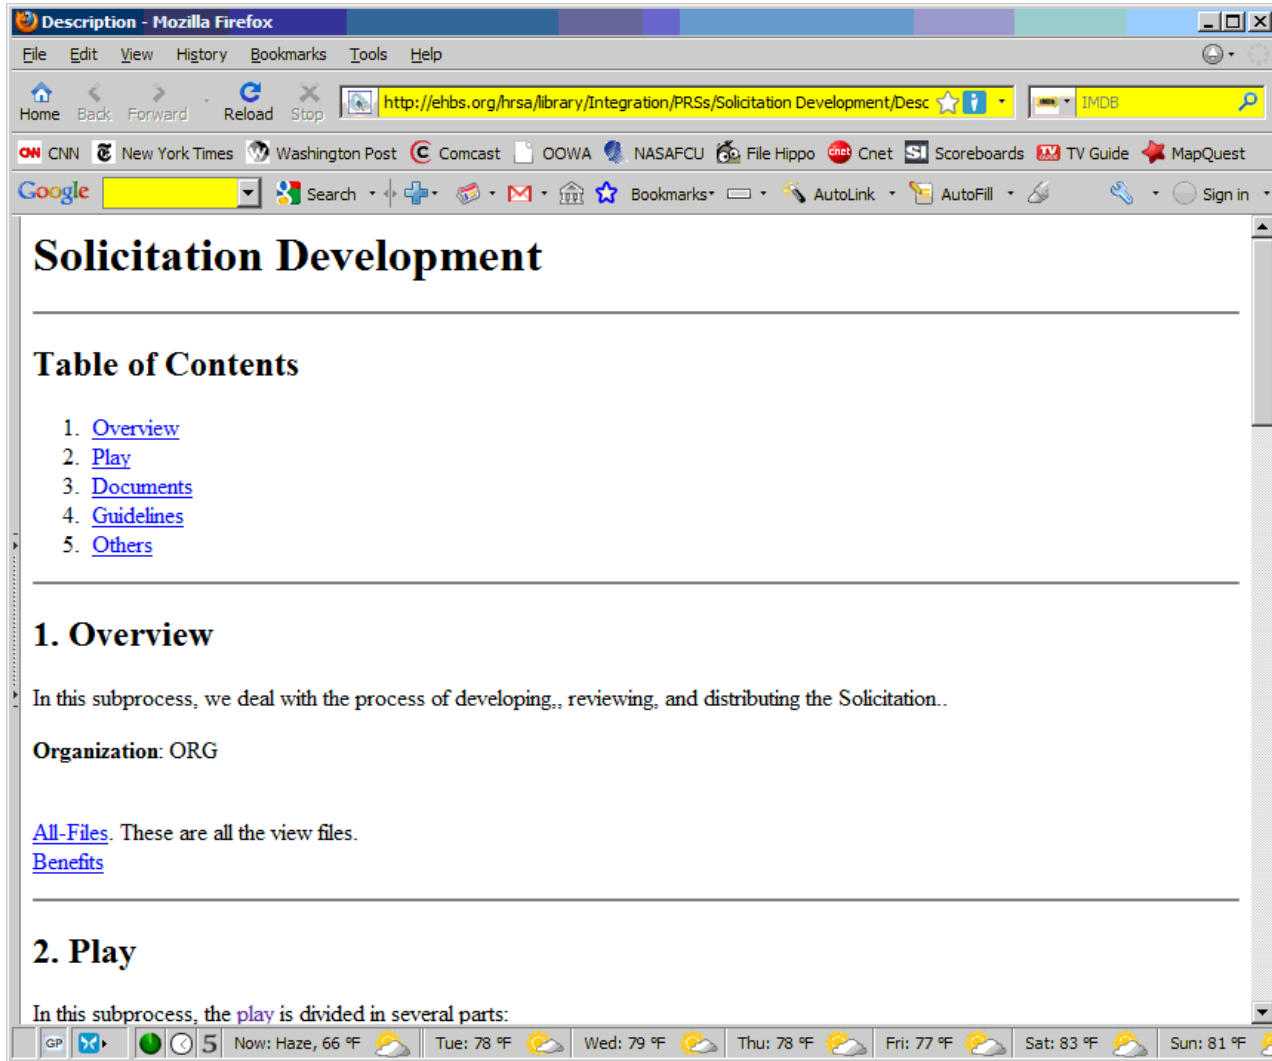 Description - Mozilla Firefox
File Edit View History Bookmarks Tools Help
Home Back Forward Reload Stop http://ehbs.org/hrsa/library/Integration/PRSs/Solicitation Development/Desc IMDB
CNN New York Times Washington Post Comcast OOWA NASAFCU File Hippo Cnet Scoreboards TV Guide MapQuest
Google Search Bookmarks AutoLink AutoFill Sign in
Solicitation Development
Table of Contents
1. Overview
2. Play
3. Documents
4. Guidelines
5. Others
1. Overview
In this subprocess, we deal with the process of developing,, reviewing, and distributing the Solicitation..
Organization: ORG
All-Files. These are all the view files.
Benefits
2. Play
In this subprocess, the play is divided in several parts:
GP 5 Now: Haze, 66 °F Tue: 78 °F Wed: 79 °F Thu: 78 °F Fri: 77 °F Sat: 83 °F Sun: 81 °F